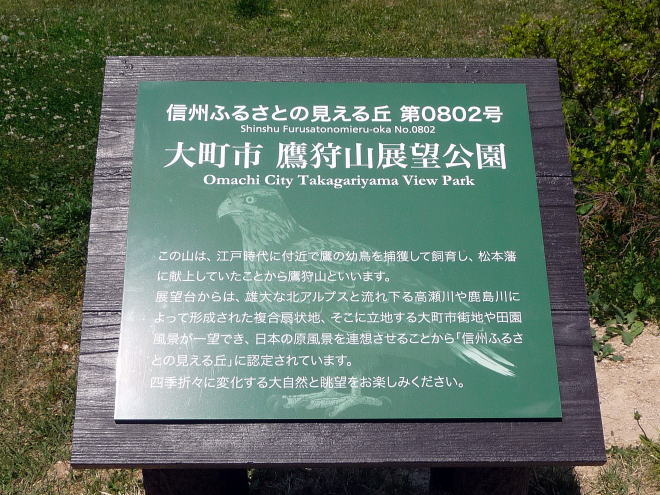 信州ふるさとの見える丘 第0802号
Shinshu Furusatonomieru-oka No.0802
大町市 鷹狩山展望公園
Omachi City Takagariyama View Park
この山は、江戸時代に付近で鷹の幼鳥を捕獲して飼育し、松本藩
に献上していたことから鷹狩山といいます。
展望台からは、雄大な北アルプスと流れ下る高瀬川や鹿島川に
よって形成された複合扇状地、そこに立地する大町市街地や田園
風景が一望でき、日本の原風景を連想させることから「信州ふるさ
との見える丘」に認定されています。
四季折々に変化する大自然と眺望をお楽しみください。